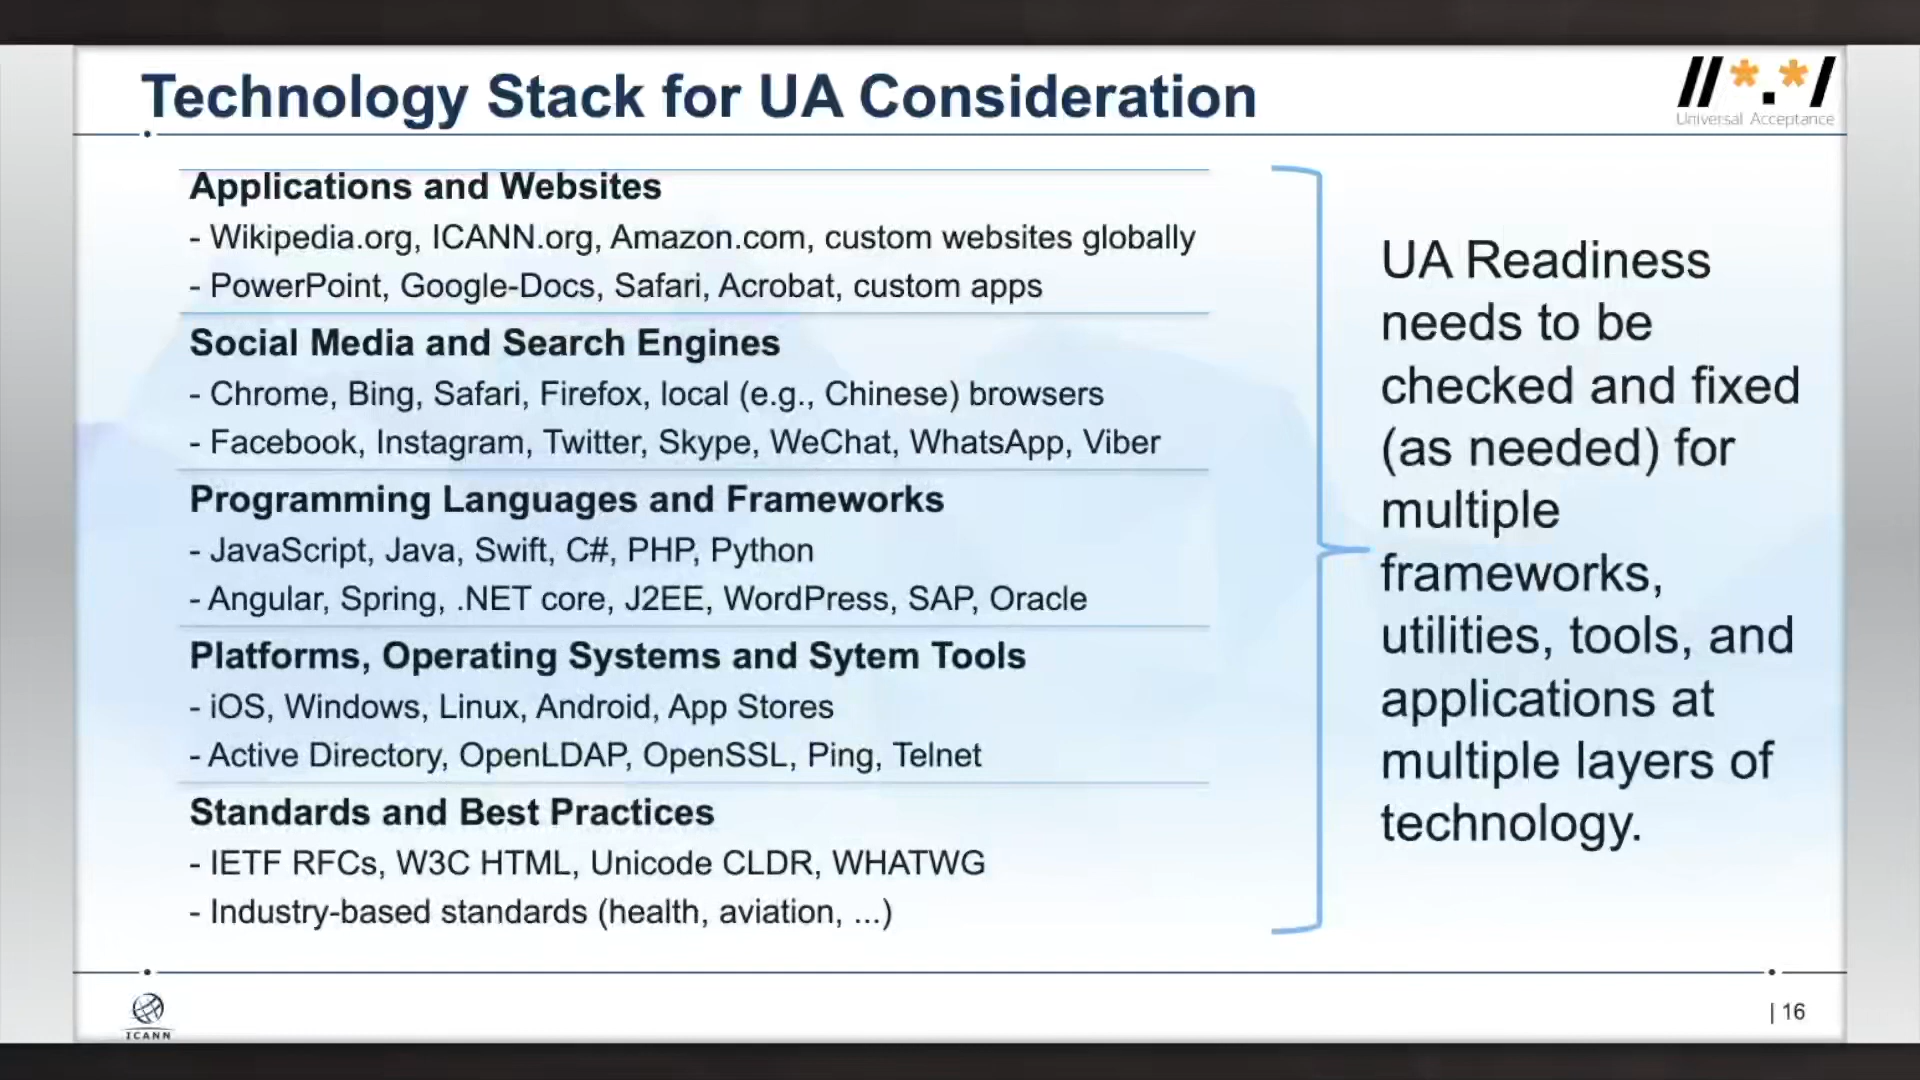 Technology Stack for UA Consideration
//*.*/
Universal Acceptance
Applications and Websites
- Wikipedia.org, ICANN.org, Amazon.com, custom websites globally
- PowerPoint, Google-Docs, Safari, Acrobat, custom apps
Social Media and Search Engines
- Chrome, Bing, Safari, Firefox, local (e.g., Chinese) browsers
- Facebook, Instagram, Twitter, Skype, WeChat, WhatsApp, Viber
Programming Languages and Frameworks
- JavaScript, Java, Swift, C#, PHP, Python
- Angular, Spring, .NET core, J2EE, WordPress, SAP, Oracle
Platforms, Operating Systems and Sytem Tools
- iOS, Windows, Linux, Android, App Stores
- Active Directory, OpenLDAP, OpenSSL, Ping, Telnet
Standards and Best Practices
- IETF RFCs, W3C HTML, Unicode CLDR, WHATWG
- Industry-based standards (health, aviation, ...)
UA Readiness
needs to be
checked and fixed
(as needed) for
multiple
frameworks,
utilities, tools, and
applications at
multiple layers of
technology.
ICANN
| 16